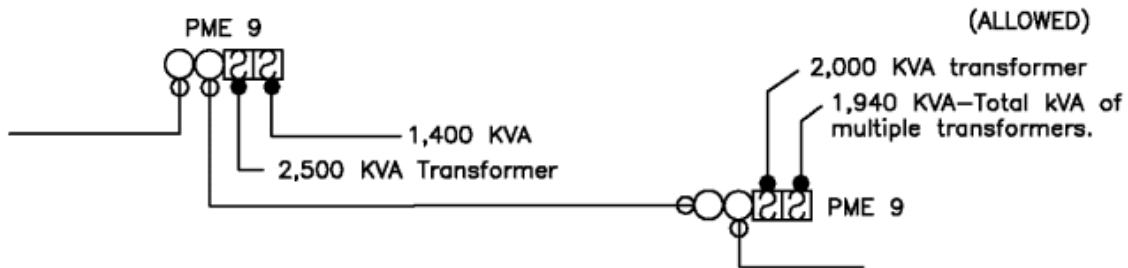 (ALLOWED)
PME 9
2,000 KVA transformer
1,940 KVA-Total kVA of
multiple transformers.
1,400 KVA
2,500 KVA Transformer
PME 9